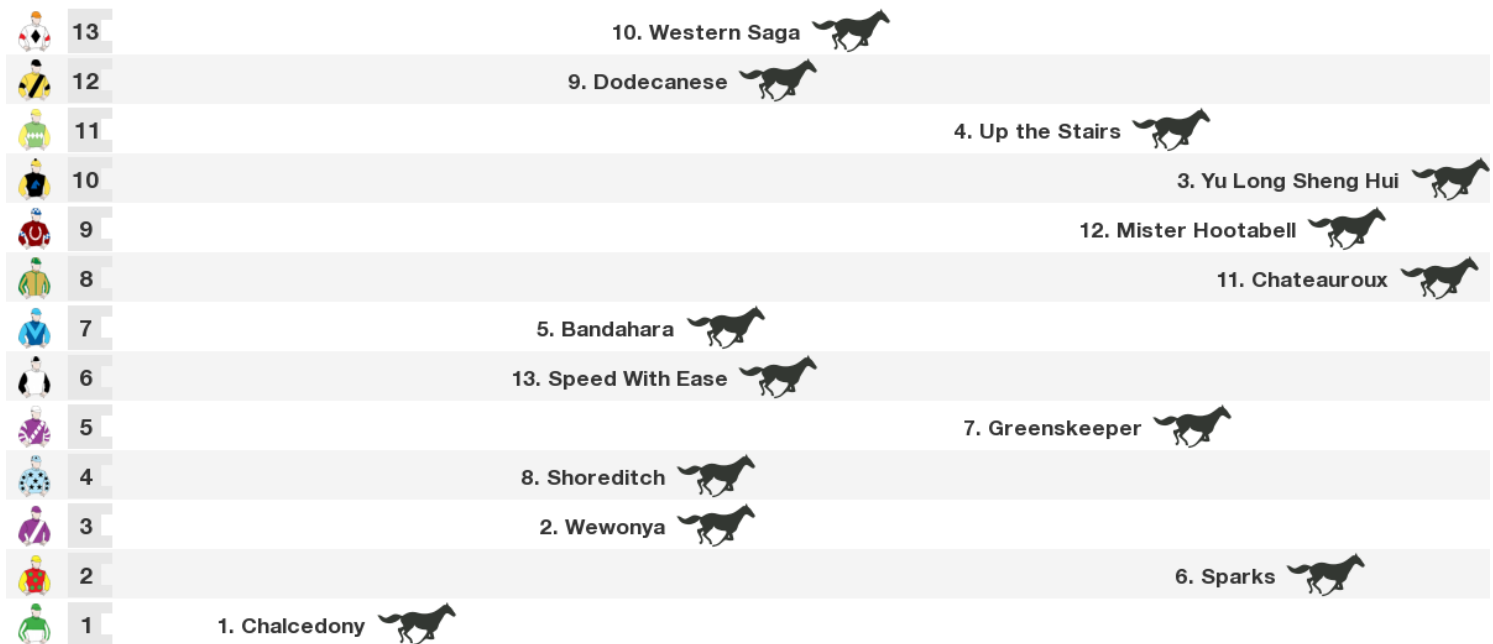 13 10. Western Saga
12 9. Dodecanese
11 4. Up the Stairs
10 3. Yu Long Sheng Hui
9 12. Mister Hootabell
8 11. Chateauroux
7 5. Bandahara
6 13. Speed With Ease
5 7. Greenskeeper
4 8. Shoreditch
3 2. Wewonya
2 6. Sparks
1 1. Chalcedony